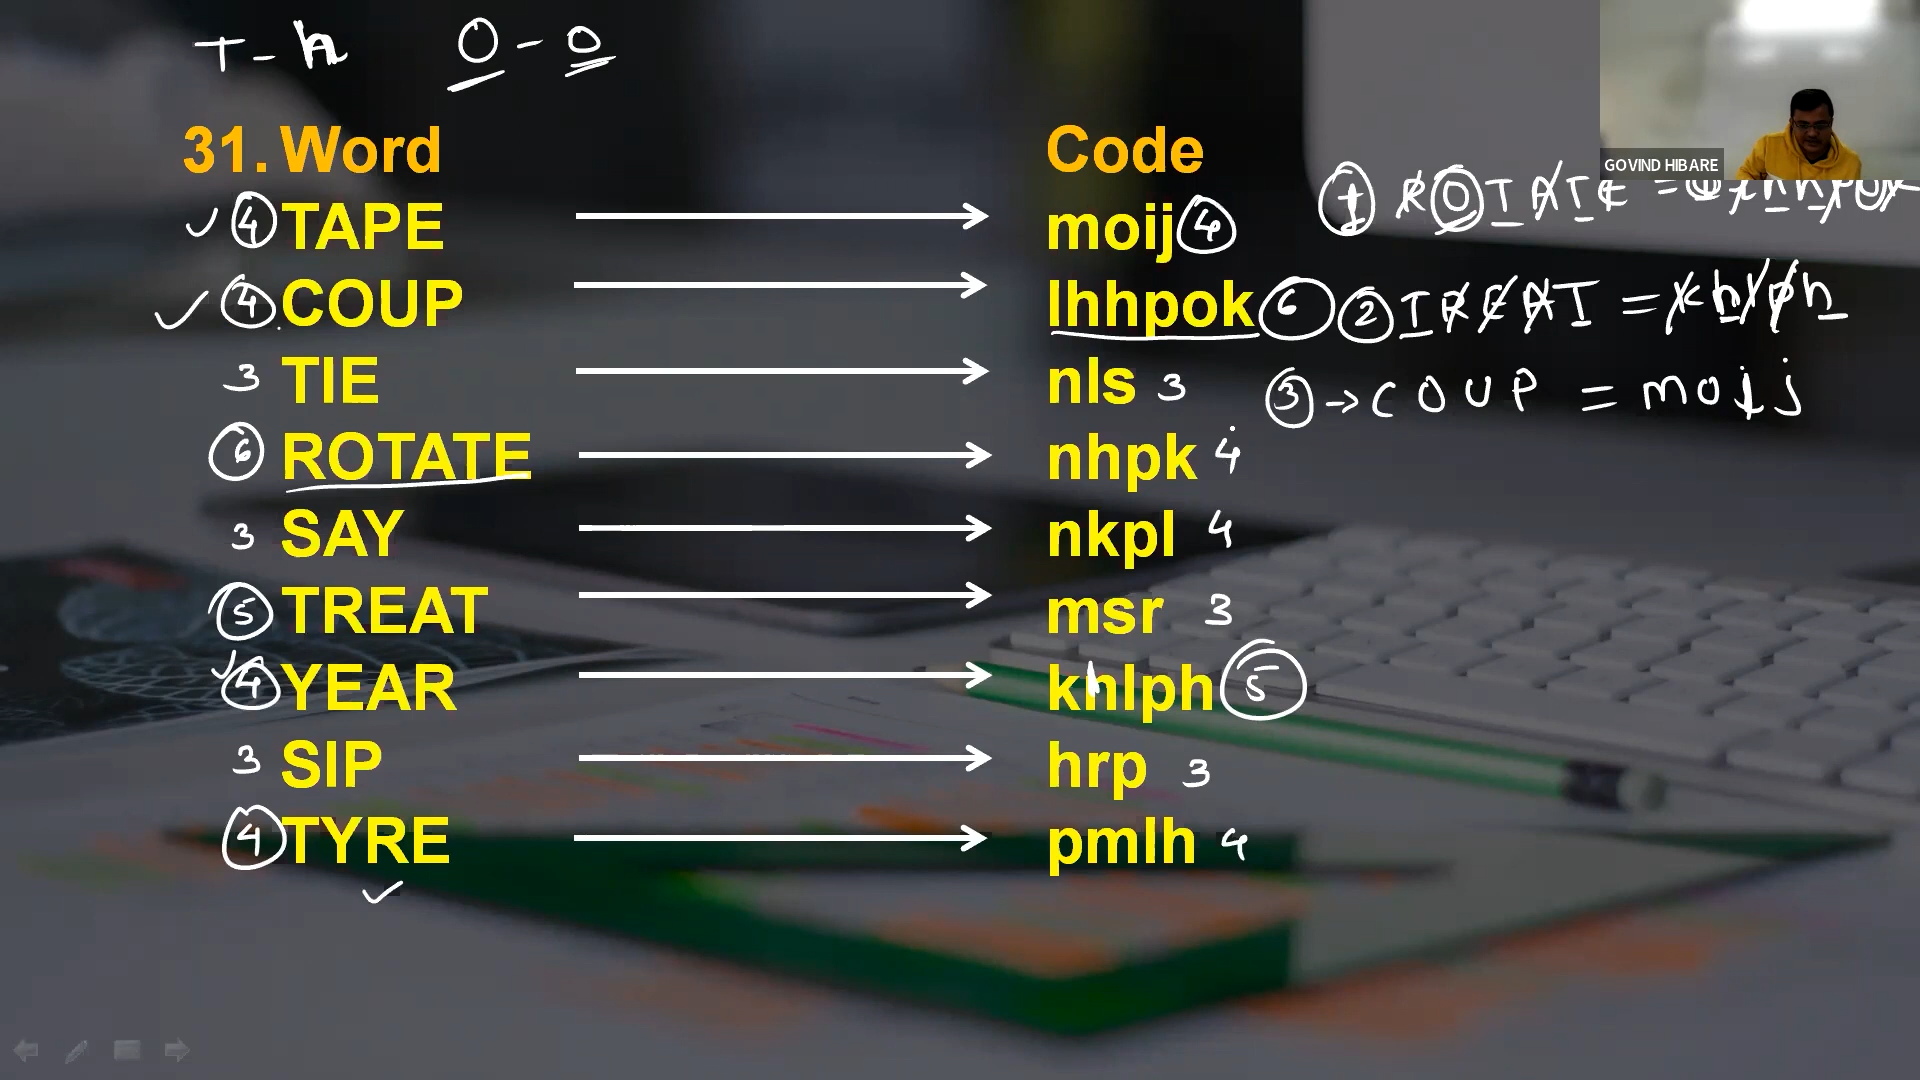 T - h O - o
31. Word Code
GOVIND HIBARE
4 TAPE moij 4
1 ROTATE =
4 COUP lhhpok 6
2 TREAT = khlph
3 TIE nls 3
3 → COUP = moij
6 ROTATE nhpk 4
3 SAY nkpl 4
5 TREAT msr 3
4 YEAR khlph 5
3 SIP hrp 3
4 TYRE pmlh 4